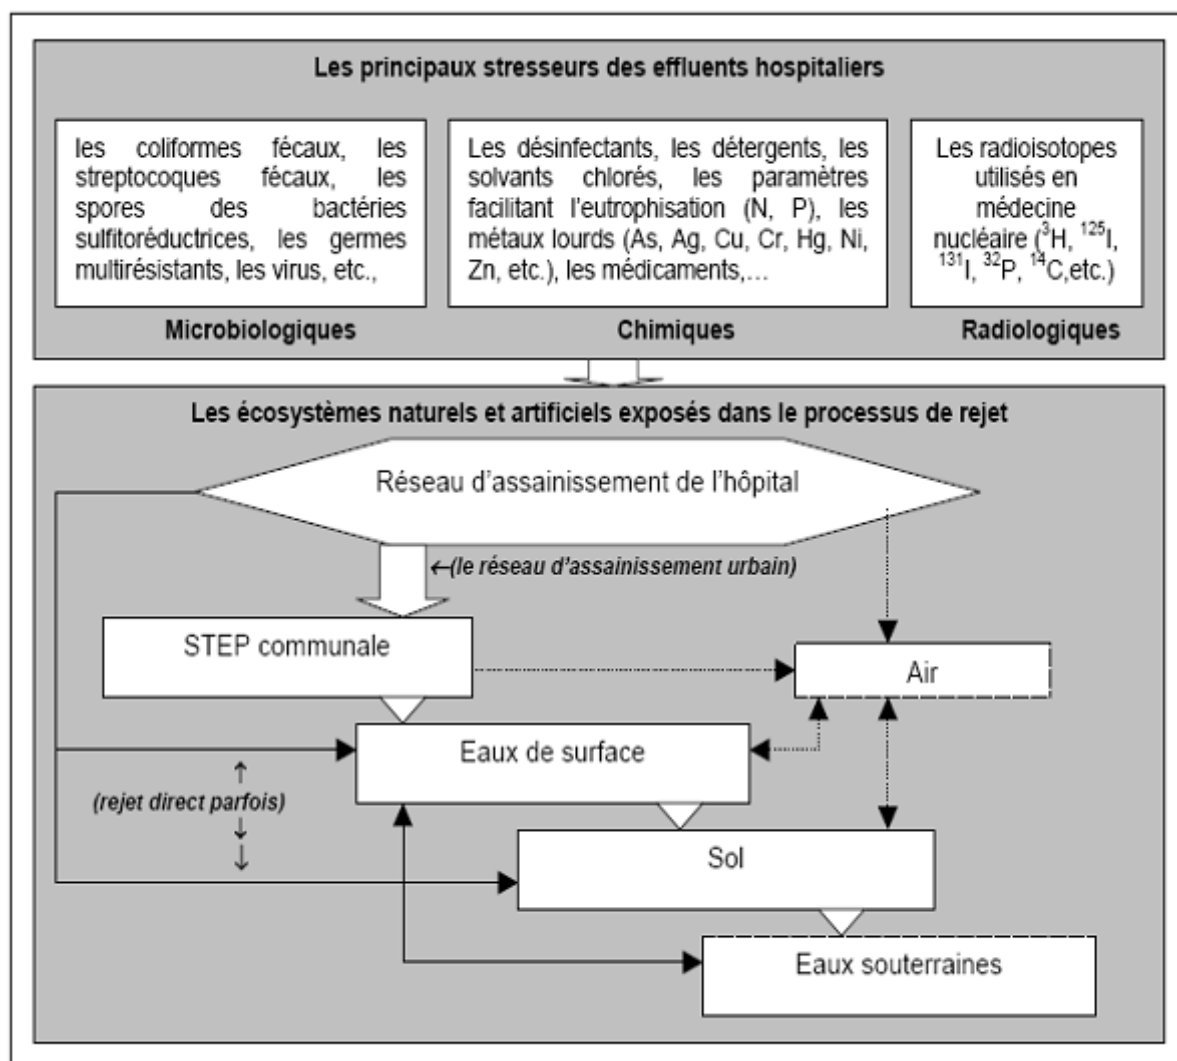 Les principaux stresseurs des effluents hospitaliers
les coliformes fécaux, les
streptocoques fécaux, les
spores des bactéries
sulfitoréductrices, les germes
multirésistants, les virus, etc.,
Microbiologiques
Les désinfectants, les détergents, les
solvants chlorés, les paramètres
facilitant l'eutrophisation (N, P), les
métaux lourds (As, Ag, Cu, Cr, Hg, Ni,
Zn, etc.), les médicaments,…
Chimiques
Les radioisotopes
utilisés en
médecine
nucléaire (³H, ¹²⁵I,
¹³¹I, ³²P, ¹⁴C,etc.)
Radiologiques
Les écosystèmes naturels et artificiels exposés dans le processus de rejet
Réseau d'assainissement de l'hôpital
←(le réseau d'assainissement urbain)
STEP communale
Air
Eaux de surface
(rejet direct parfois)
Sol
Eaux souterraines